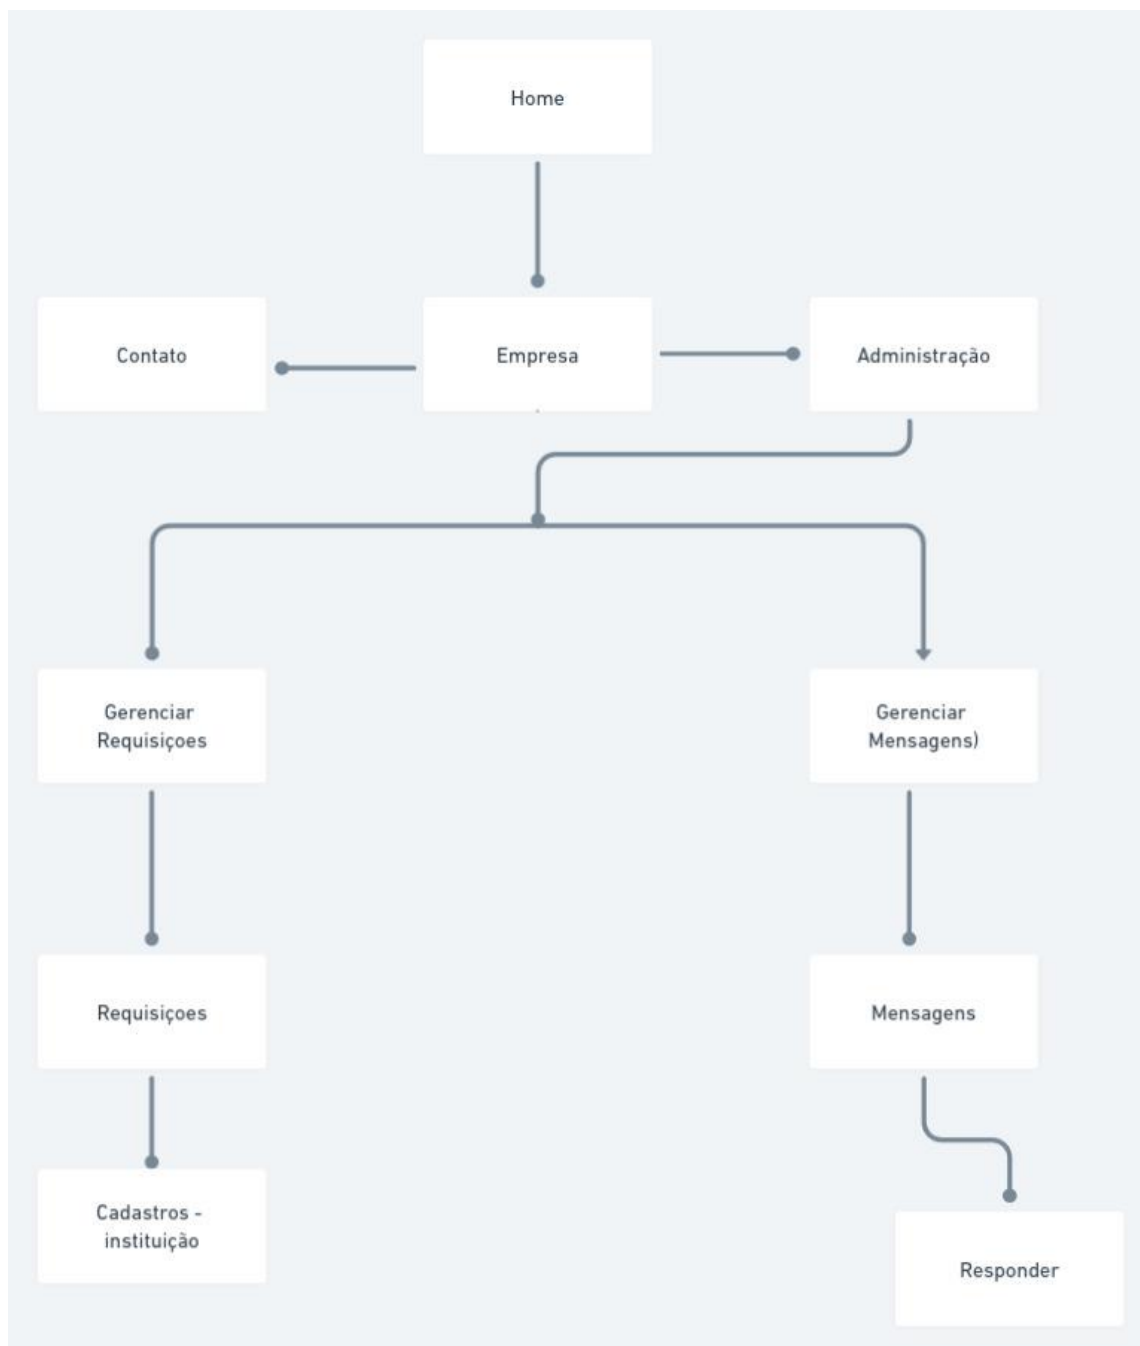 Home
Contato
Empresa
Administração
Gerenciar
Requisiçoes
Gerenciar
Mensagens)
Requisiçoes
Mensagens
Cadastros -
instituição
Responder